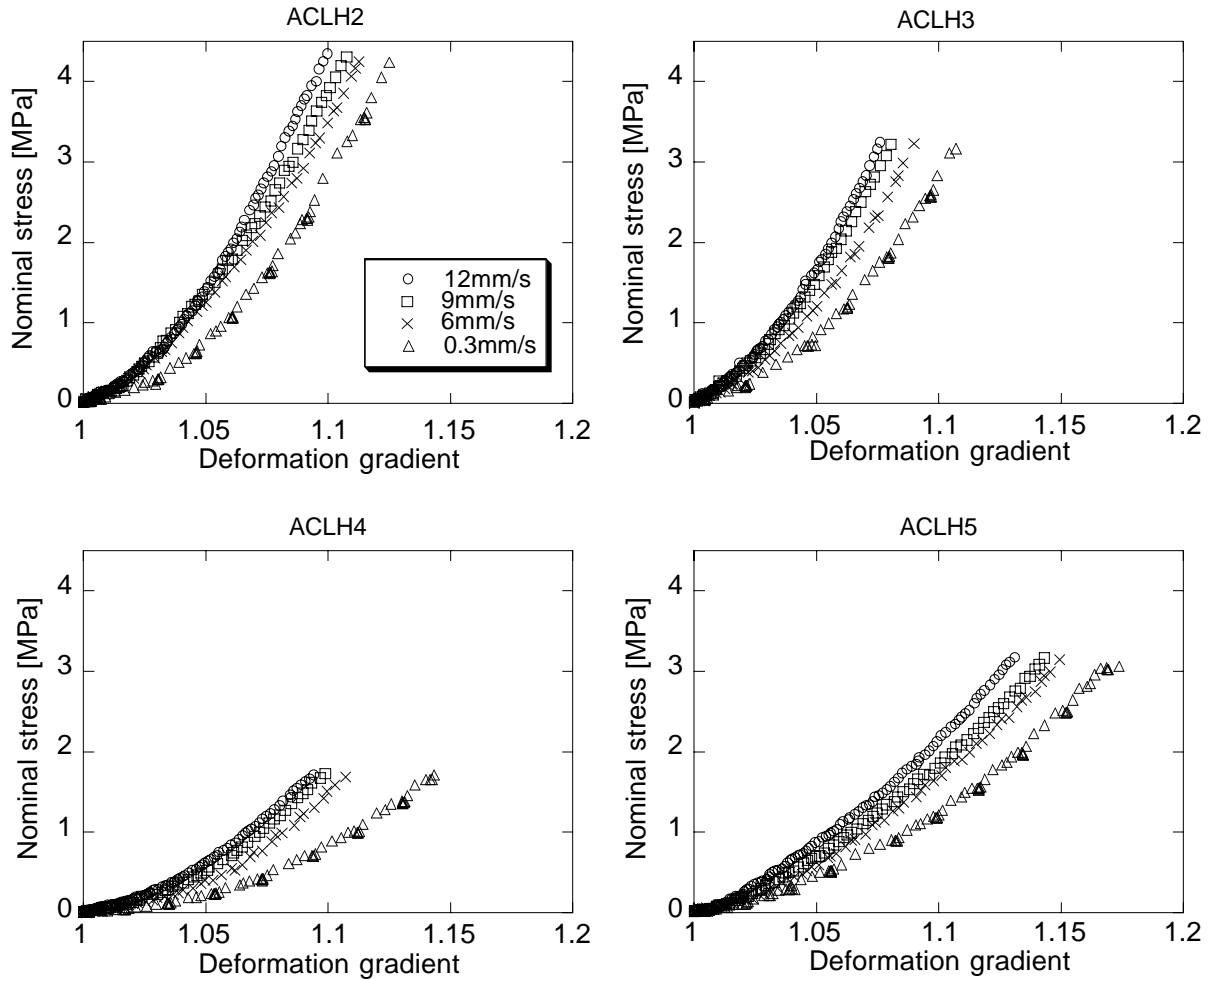 ACLH2
Nominal stress [MPa]
4
3
2
1
0
1
1.05
1.1
1.15
1.2
Deformation gradient
12mm/s
9mm/s
6mm/s
0.3mm/s
ACLH3
Nominal stress [MPa]
4
3
2
1
0
1
1.05
1.1
1.15
1.2
Deformation gradient
ACLH4
Nominal stress [MPa]
4
3
2
1
0
1
1.05
1.1
1.15
1.2
Deformation gradient
ACLH5
Nominal stress [MPa]
4
3
2
1
0
1
1.05
1.1
1.15
1.2
Deformation gradient